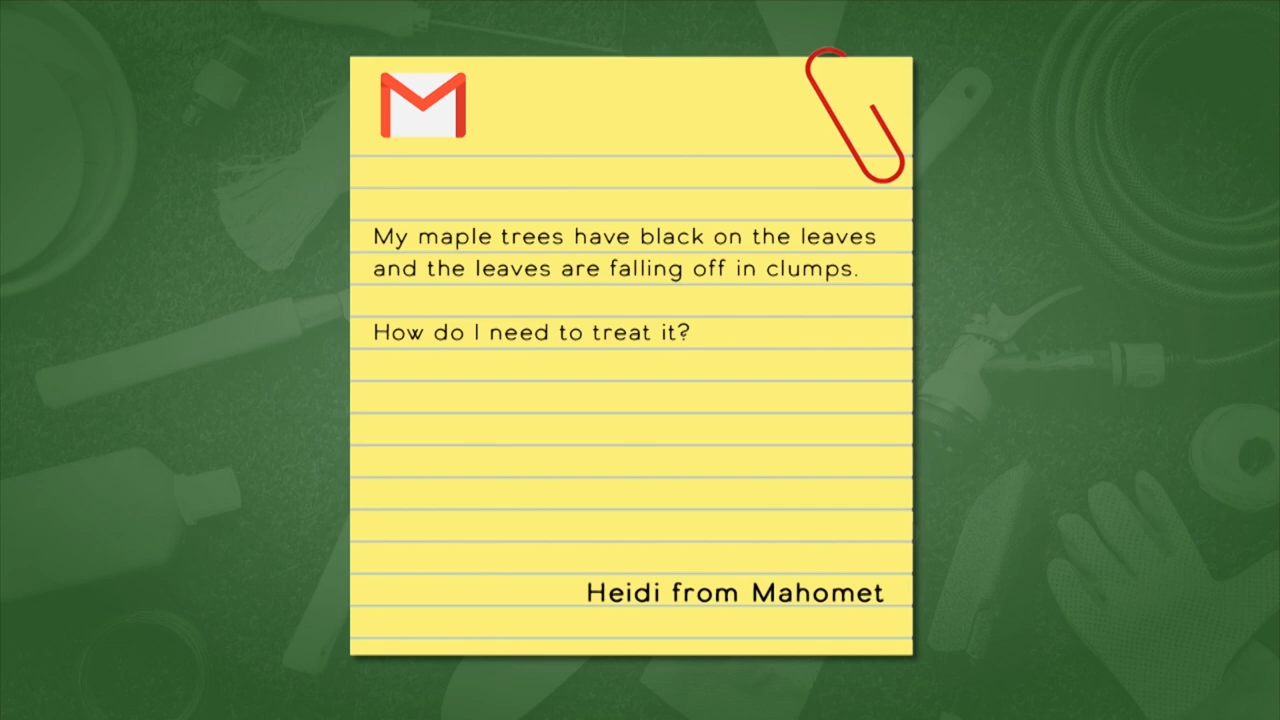 My maple trees have black on the leaves
and the leaves are falling off in clumps.
How do I need to treat it?
Heidi from Mahomet